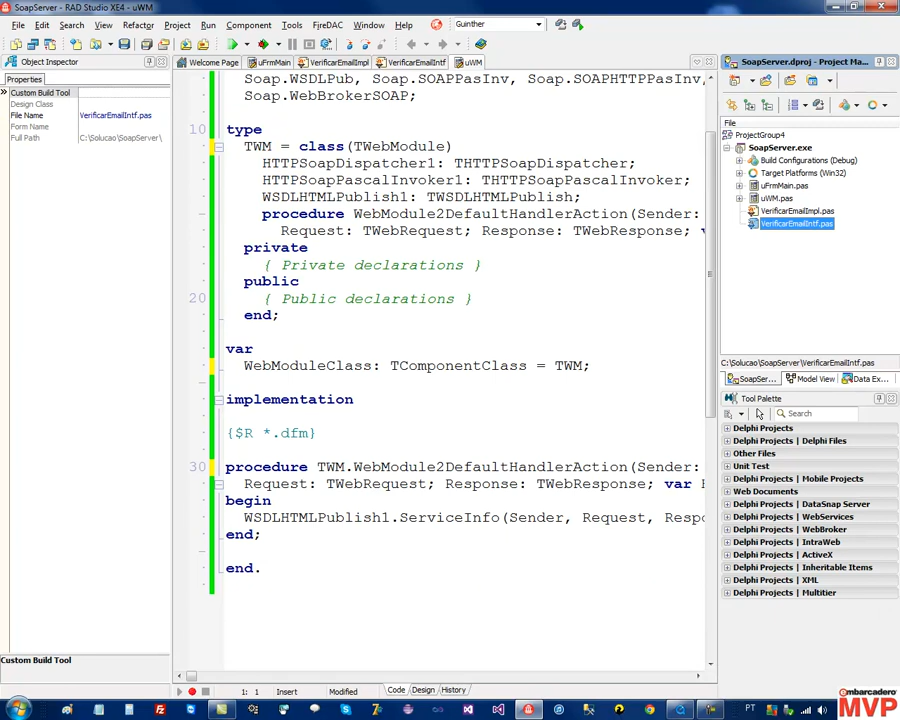 SoapServer - RAD Studio XE4 - uWM
File Edit Search View Refactor Project Run Component Tools FireDAC Window Help Guinther
Welcome Page uFrmMain VerificarEmailImpl VerificarEmailIntf uWM
Object Inspector
Properties
Custom Build Tool
Design Class
File Name VerificarEmailIntf.pas
Form Name
Full Path C:\Solucao\SoapServer\
Custom Build Tool
Soap.WSDLPub, Soap.SOAPPasInv, Soap.SOAPHTTPPasInv,
Soap.WebBrokerSOAP;
10 type
TWM = class(TWebModule)
HTTPSoapDispatcher1: THTTPSoapDispatcher;
HTTPSoapPascalInvoker1: THTTPSoapPascalInvoker;
WSDLHTMLPublish1: TWSDLHTMLPublish;
procedure WebModule2DefaultHandlerAction(Sender:
Request: TWebRequest; Response: TWebResponse;
private
{ Private declarations }
public
20 { Public declarations }
end;
var
WebModuleClass: TComponentClass = TWM;
implementation
{$R *.dfm}
30 procedure TWM.WebModule2DefaultHandlerAction(Sender:
Request: TWebRequest; Response: TWebResponse; var
begin
WSDLHTMLPublish1.ServiceInfo(Sender, Request, Resp
end;
end.
1: 1 Insert Modified Code Design History
SoapServer.dproj - Project Ma...
File
ProjectGroup4
SoapServer.exe
Build Configurations (Debug)
Target Platforms (Win32)
uFrmMain.pas
uWM.pas
VerificarEmailImpl.pas
VerificarEmailIntf.pas
C:\Solucao\SoapServer\VerificarEmailIntf.pas
SoapSer... Model View Data Ex...
Tool Palette
Search
Delphi Projects
Delphi Projects | Delphi Files
Other Files
Unit Test
Delphi Projects | Mobile Projects
Web Documents
Delphi Projects | DataSnap Server
Delphi Projects | WebServices
Delphi Projects | WebBroker
Delphi Projects | IntraWeb
Delphi Projects | ActiveX
Delphi Projects | Inheritable Items
Delphi Projects | XML
Delphi Projects | Multitier
PT
embarcadero
MVP